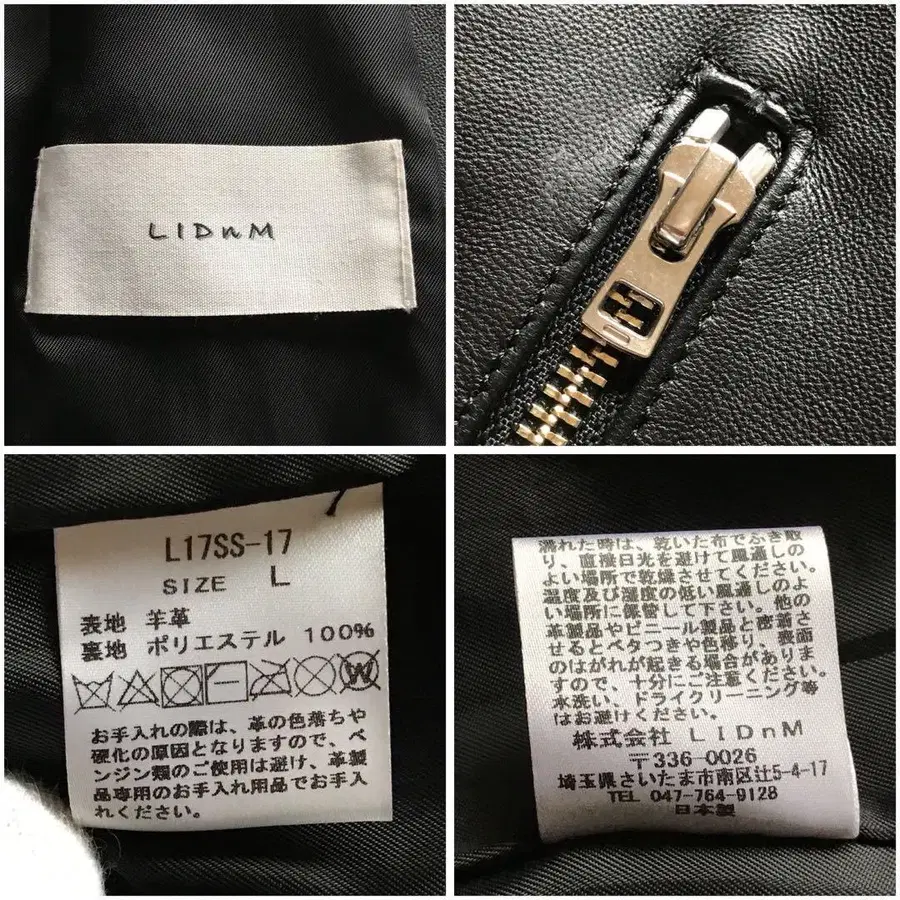 LIDnM
L17SS-17
SIZE L
表地 羊革
裏地 ポリエステル 100%
W
お手入れの際は、革の色落ちや
硬化の原因となりますので、ベ
ンジン類のご使用は避け、革製
品専用のお手入れ用品でお手入
れください。
濡れた時は、乾いた布でふき取
り、直接日光を避けて風通しの
よい場所で乾燥させてください。
温度及び湿度の低い風通しのよ
い場所に保管して下さい。他の
革製品やビニール製品と密着さ
せるとベタつきや色移り、表面
のはがれが起きる場合がありま
すので、十分にご注意ください。
水洗い、ドライクリーニング等
はお避けください。
株式会社 LIDnM
〒336-0026
埼玉県さいたま市南区辻5-4-17
TEL 047-764-9128
日本製